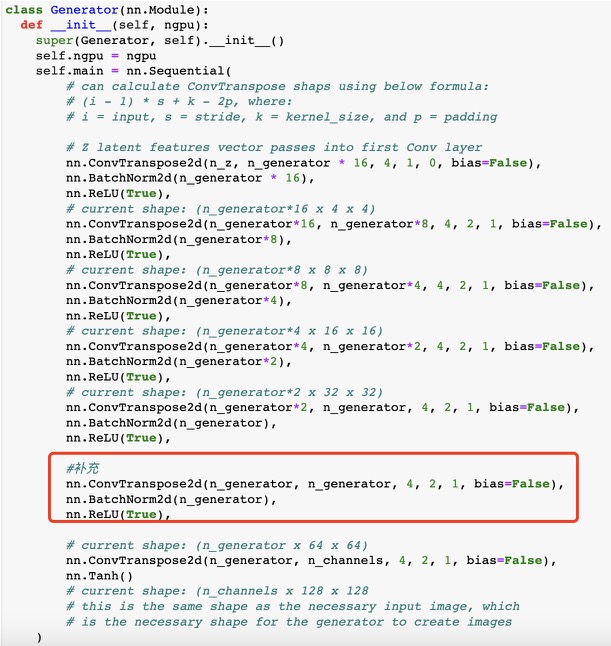 class Generator(nn.Module):
def __init__(self, ngpu):
super(Generator, self).__init__()
self.ngpu = ngpu
self.main = nn.Sequential(
# can calculate ConvTranspose shaps using below formula:
# (i - 1) * s + k - 2p, where:
# i = input, s = stride, k = kernel_size, and p = padding
# Z latent features vector passes into first Conv layer
nn.ConvTranspose2d(n_z, n_generator * 16, 4, 1, 0, bias=False),
nn.BatchNorm2d(n_generator * 16),
nn.ReLU(True),
# current shape: (n_generator*16 x 4 x 4)
nn.ConvTranspose2d(n_generator*16, n_generator*8, 4, 2, 1, bias=False),
nn.BatchNorm2d(n_generator*8),
nn.ReLU(True),
# current shape: (n_generator*8 x 8 x 8)
nn.ConvTranspose2d(n_generator*8, n_generator*4, 4, 2, 1, bias=False),
nn.BatchNorm2d(n_generator*4),
nn.ReLU(True),
# current shape: (n_generator*4 x 16 x 16)
nn.ConvTranspose2d(n_generator*4, n_generator*2, 4, 2, 1, bias=False),
nn.BatchNorm2d(n_generator*2),
nn.ReLU(True),
# current shape: (n_generator*2 x 32 x 32)
nn.ConvTranspose2d(n_generator*2, n_generator, 4, 2, 1, bias=False),
nn.BatchNorm2d(n_generator),
nn.ReLU(True),
#补充
nn.ConvTranspose2d(n_generator, n_generator, 4, 2, 1, bias=False),
nn.BatchNorm2d(n_generator),
nn.ReLU(True),
# current shape: (n_generator x 64 x 64)
nn.ConvTranspose2d(n_generator, n_channels, 4, 2, 1, bias=False),
nn.Tanh()
# current shape: (n_channels x 128 x 128
# this is the same shape as the necessary input image, which
# is the necessary shape for the generator to create images
)